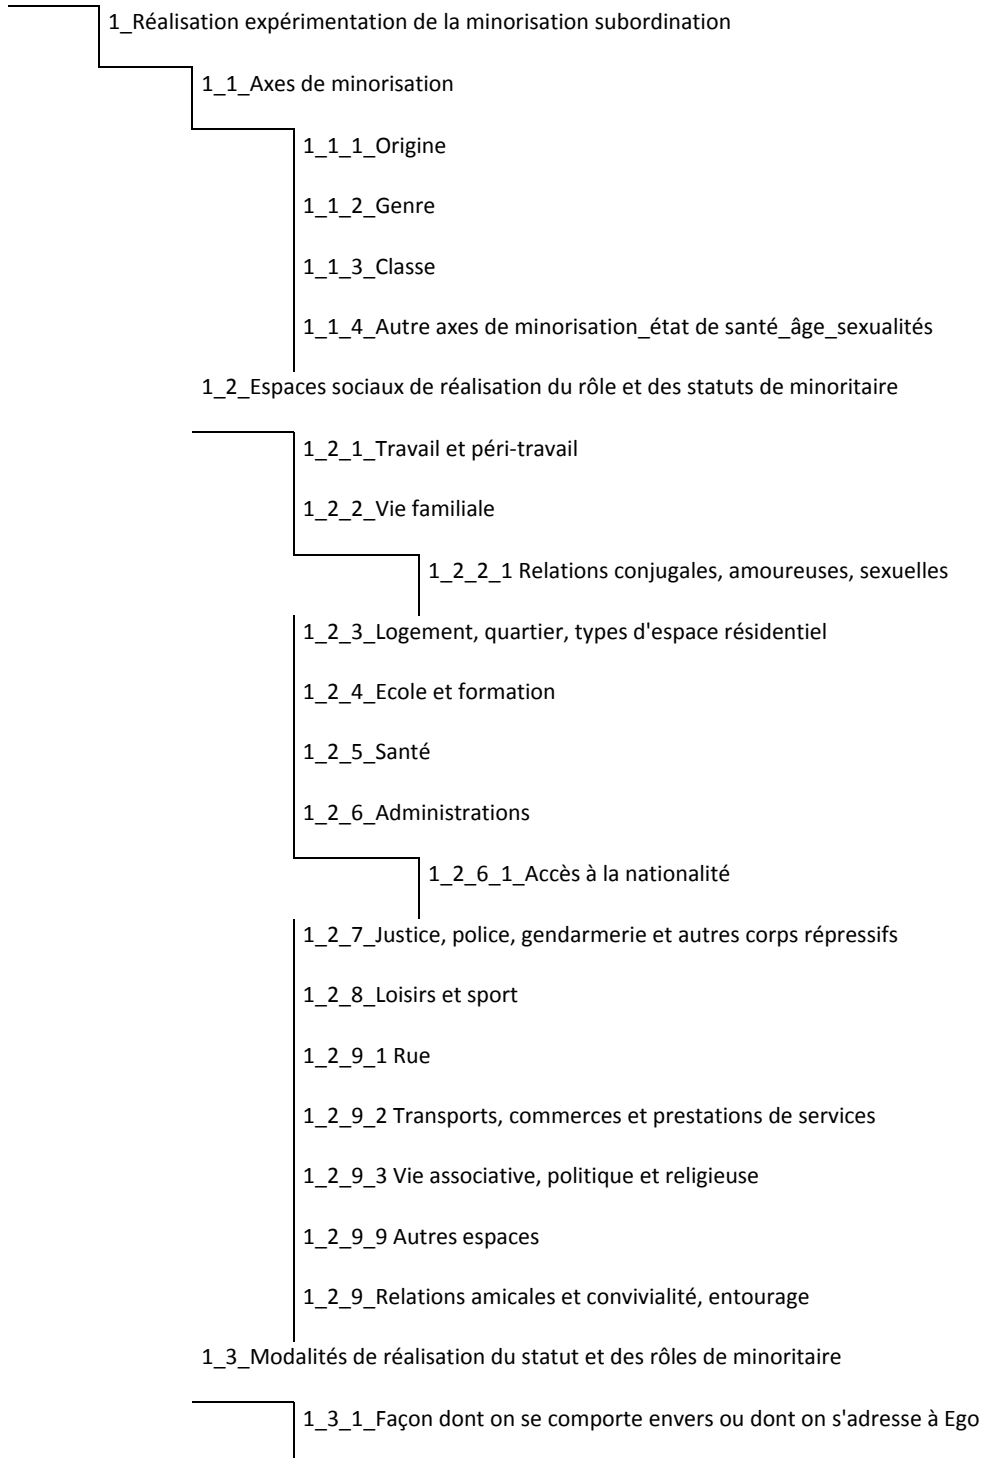 1_Réalisation expérimentation de la minorisation subordination
1_1_Axes de minorisation
1_1_1_Origine
1_1_2_Genre
1_1_3_Classe
1_1_4_Autre axes de minorisation_état de santé_âge_sexualités
1_2_Espaces sociaux de réalisation du rôle et des statuts de minoritaire
1_2_1_Travail et péri-travail
1_2_2_Vie familiale
1_2_2_1 Relations conjugales, amoureuses, sexuelles
1_2_3_Logement, quartier, types d'espace résidentiel
1_2_4_Ecole et formation
1_2_5_Santé
1_2_6_Administrations
1_2_6_1_Accès à la nationalité
1_2_7_Justice, police, gendarmerie et autres corps répressifs
1_2_8_Loisirs et sport
1_2_9_1 Rue
1_2_9_2 Transports, commerces et prestations de services
1_2_9_3 Vie associative, politique et religieuse
1_2_9_9 Autres espaces
1_2_9_Relations amicales et convivialité, entourage
1_3_Modalités de réalisation du statut et des rôles de minoritaire
1_3_1_Façon dont on se comporte envers ou dont on s'adresse à Ego